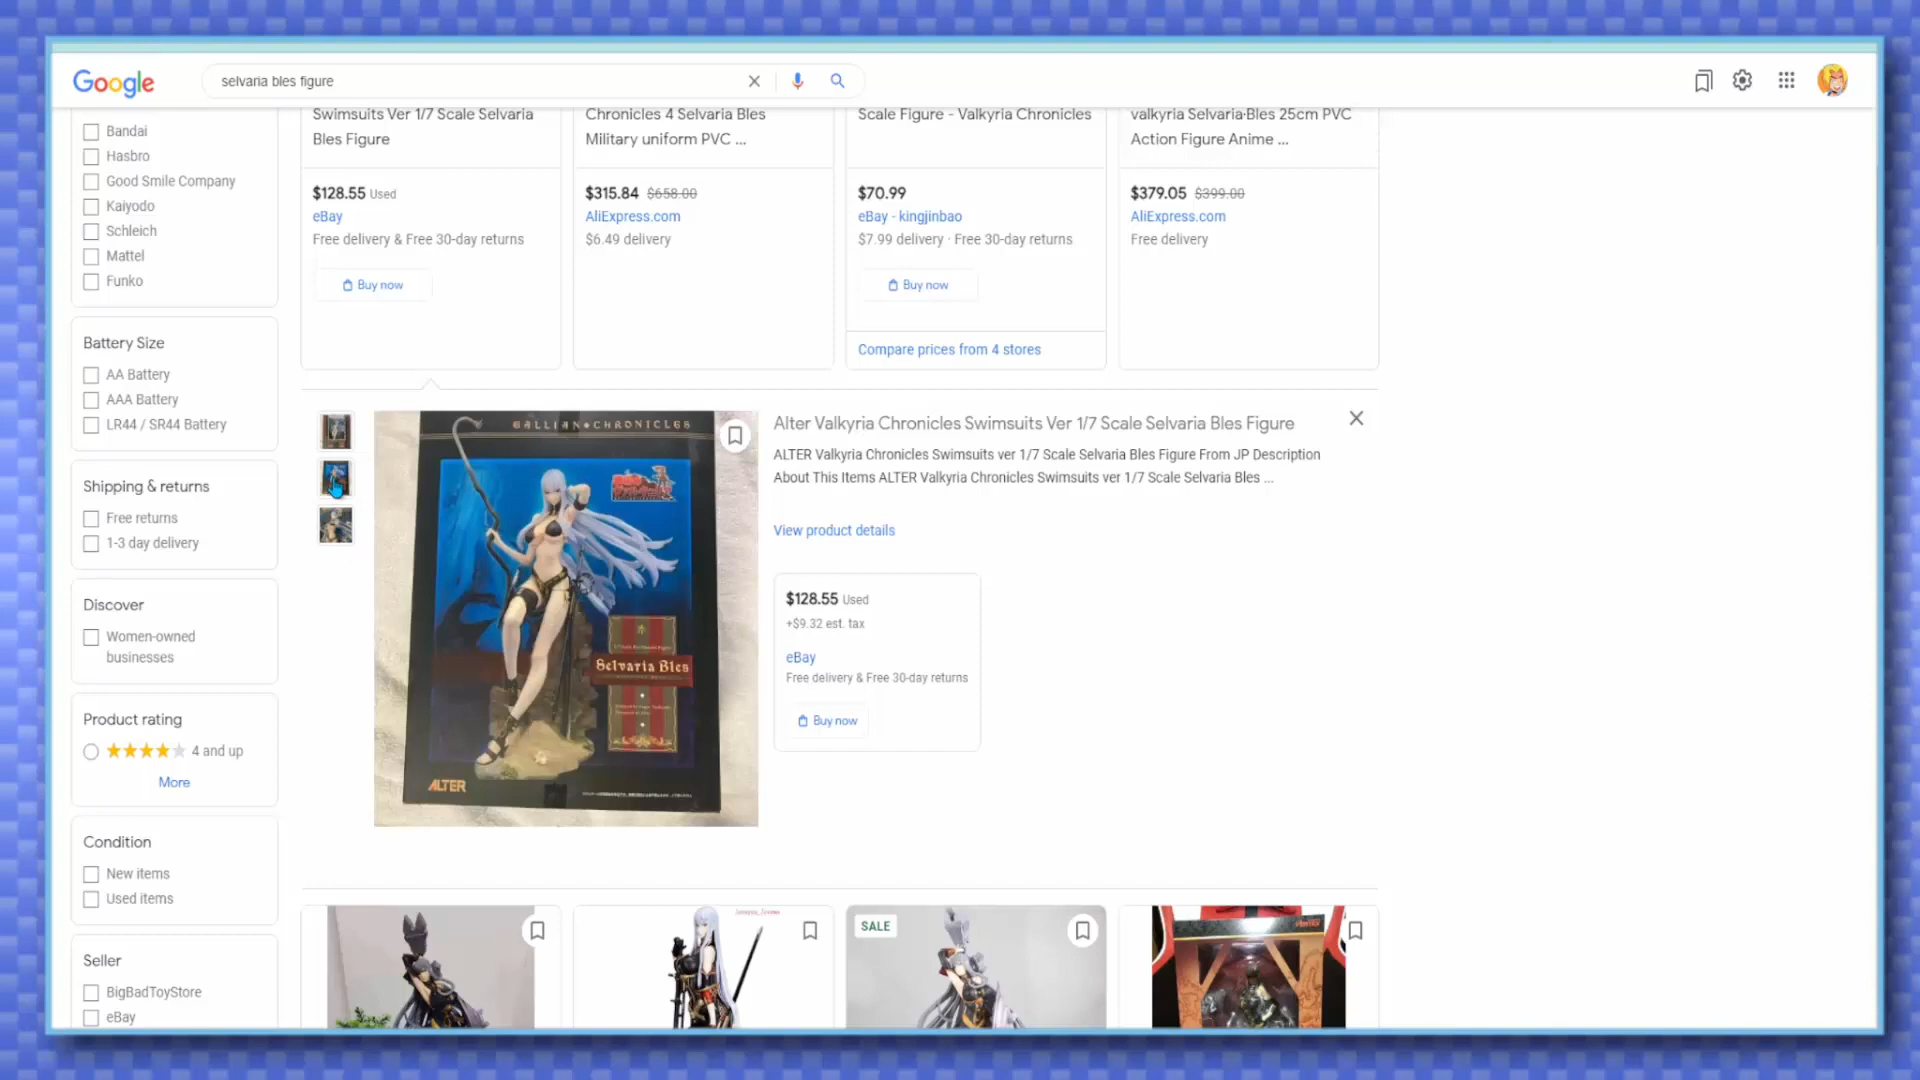 Google
selvaria bles figure
Bandai
Hasbro
Good Smile Company
Kaiyodo
Schleich
Mattel
Funko
Battery Size
AA Battery
AAA Battery
LR44 / SR44 Battery
Shipping & returns
Free returns
1-3 day delivery
Discover
Women-owned
businesses
Product rating
4 and up
More
Condition
New items
Used items
Seller
BigBadToyStore
eBay
Swimsuits Ver 1/7 Scale Selvaria
Bles Figure
$128.55 Used
eBay
Free delivery & Free 30-day returns
Buy now
Chronicles 4 Selvaria Bles
Military uniform PVC ...
$315.84 $658.00
AliExpress.com
$6.49 delivery
Scale Figure - Valkyria Chronicles
$70.99
eBay - kingjinbao
$7.99 delivery · Free 30-day returns
Buy now
Compare prices from 4 stores
valkyria Selvaria·Bles 25cm PVC
Action Figure Anime ...
$379.05 $399.00
AliExpress.com
Free delivery
GALLIAN CHRONICLES
Selvaria Bles
ALTER
Alter Valkyria Chronicles Swimsuits Ver 1/7 Scale Selvaria Bles Figure
ALTER Valkyria Chronicles Swimsuits ver 1/7 Scale Selvaria Bles Figure From JP Description
About This Items ALTER Valkyria Chronicles Swimsuits ver 1/7 Scale Selvaria Bles ...
View product details
$128.55 Used
+$9.32 est. tax
eBay
Free delivery & Free 30-day returns
Buy now
SALE